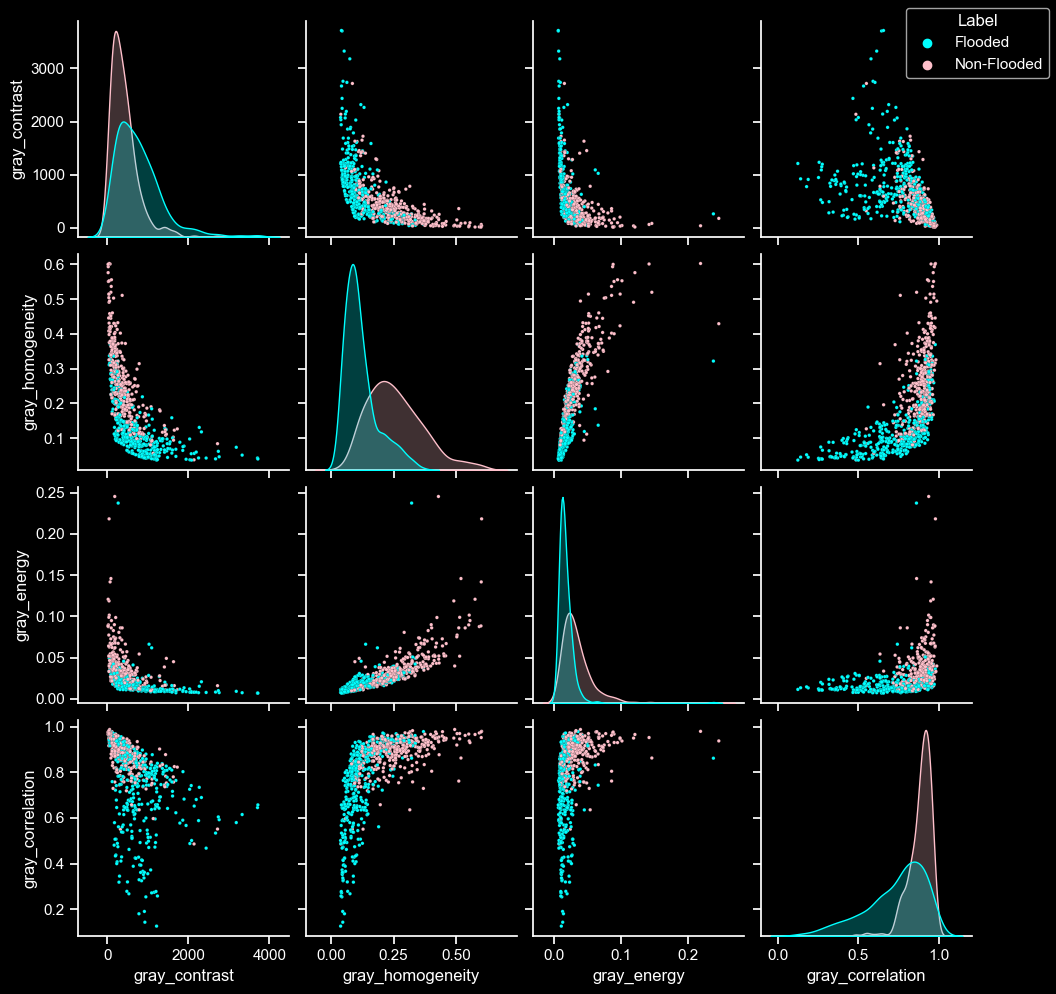 Label
Flooded
Non-Flooded
gray_contrast
3000
2000
1000
0
gray_homogeneity
0.6
0.5
0.4
0.3
0.2
0.1
gray_energy
0.25
0.20
0.15
0.10
0.05
0.00
gray_correlation
1.0
0.8
0.6
0.4
0.2
0 2000 4000
0.00 0.25 0.50
0.0 0.1 0.2
0.0 0.5 1.0
gray_contrast
gray_homogeneity
gray_energy
gray_correlation